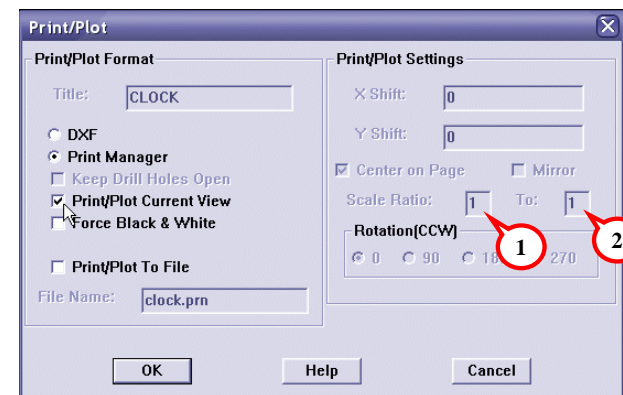 Print/Plot
Print/Plot Format
Title: CLOCK
DXF
Print Manager
Keep Drill Holes Open
Print/Plot Current View
Force Black & White
Print/Plot To File
File Name: clock.prn
Print/Plot Settings
X Shift: 0
Y Shift: 0
Center on Page Mirror
Scale Ratio: 1 To: 1
1
2
Rotation(CCW)
0 90 18 270
OK Help Cancel